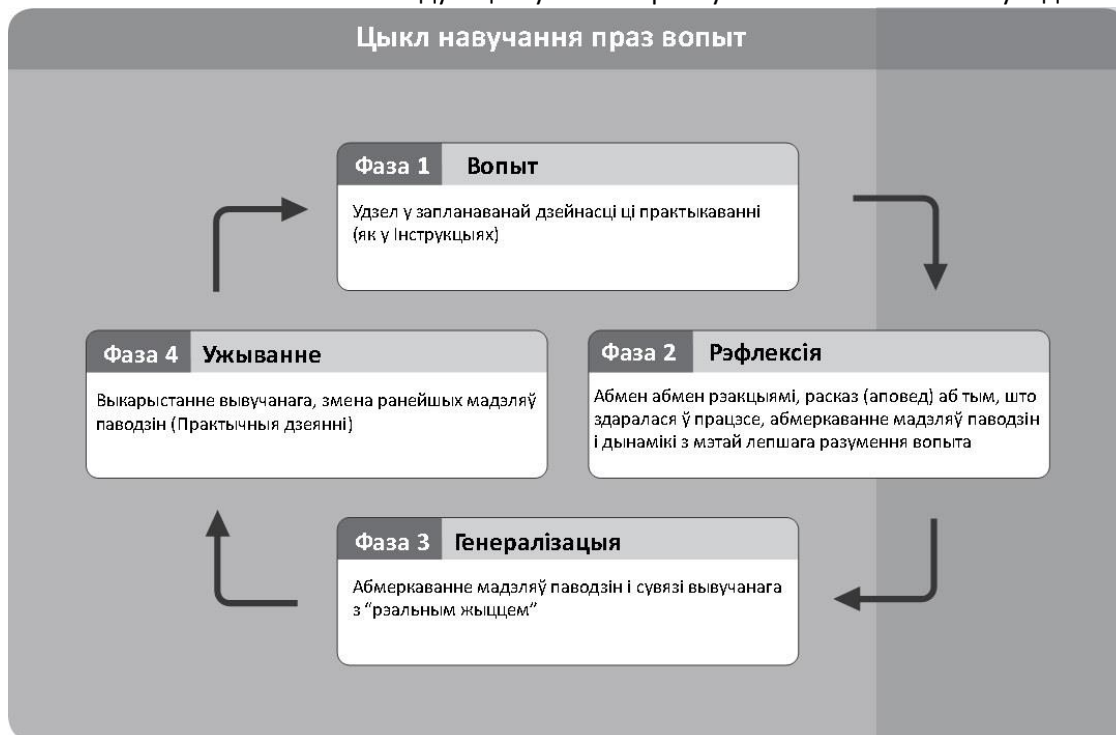 Цыкл навучання праз вопыт
Фаза 1 Вопыт
Удзел у запланаванай дзейнасці ці практыкаванні
(як у Інструкцыях)
Фаза 2 Рэфлексія
Абмен абмен рэакцыямі, расказ (аповед) аб тым, што
здаралася ў працэсе, абмеркаванне мадэляў паводзін
і дынамікі з мэтай лепшага разумення вопыта
Фаза 3 Генералізацыя
Абмеркаванне мадэляў паводзін і сувязі вывучанага
з “рэальным жыццем”
Фаза 4 Ужыванне
Выкарыстанне вывучанага, змена ранейшых мадэляў
паводзін (Практычныя дзеянні)